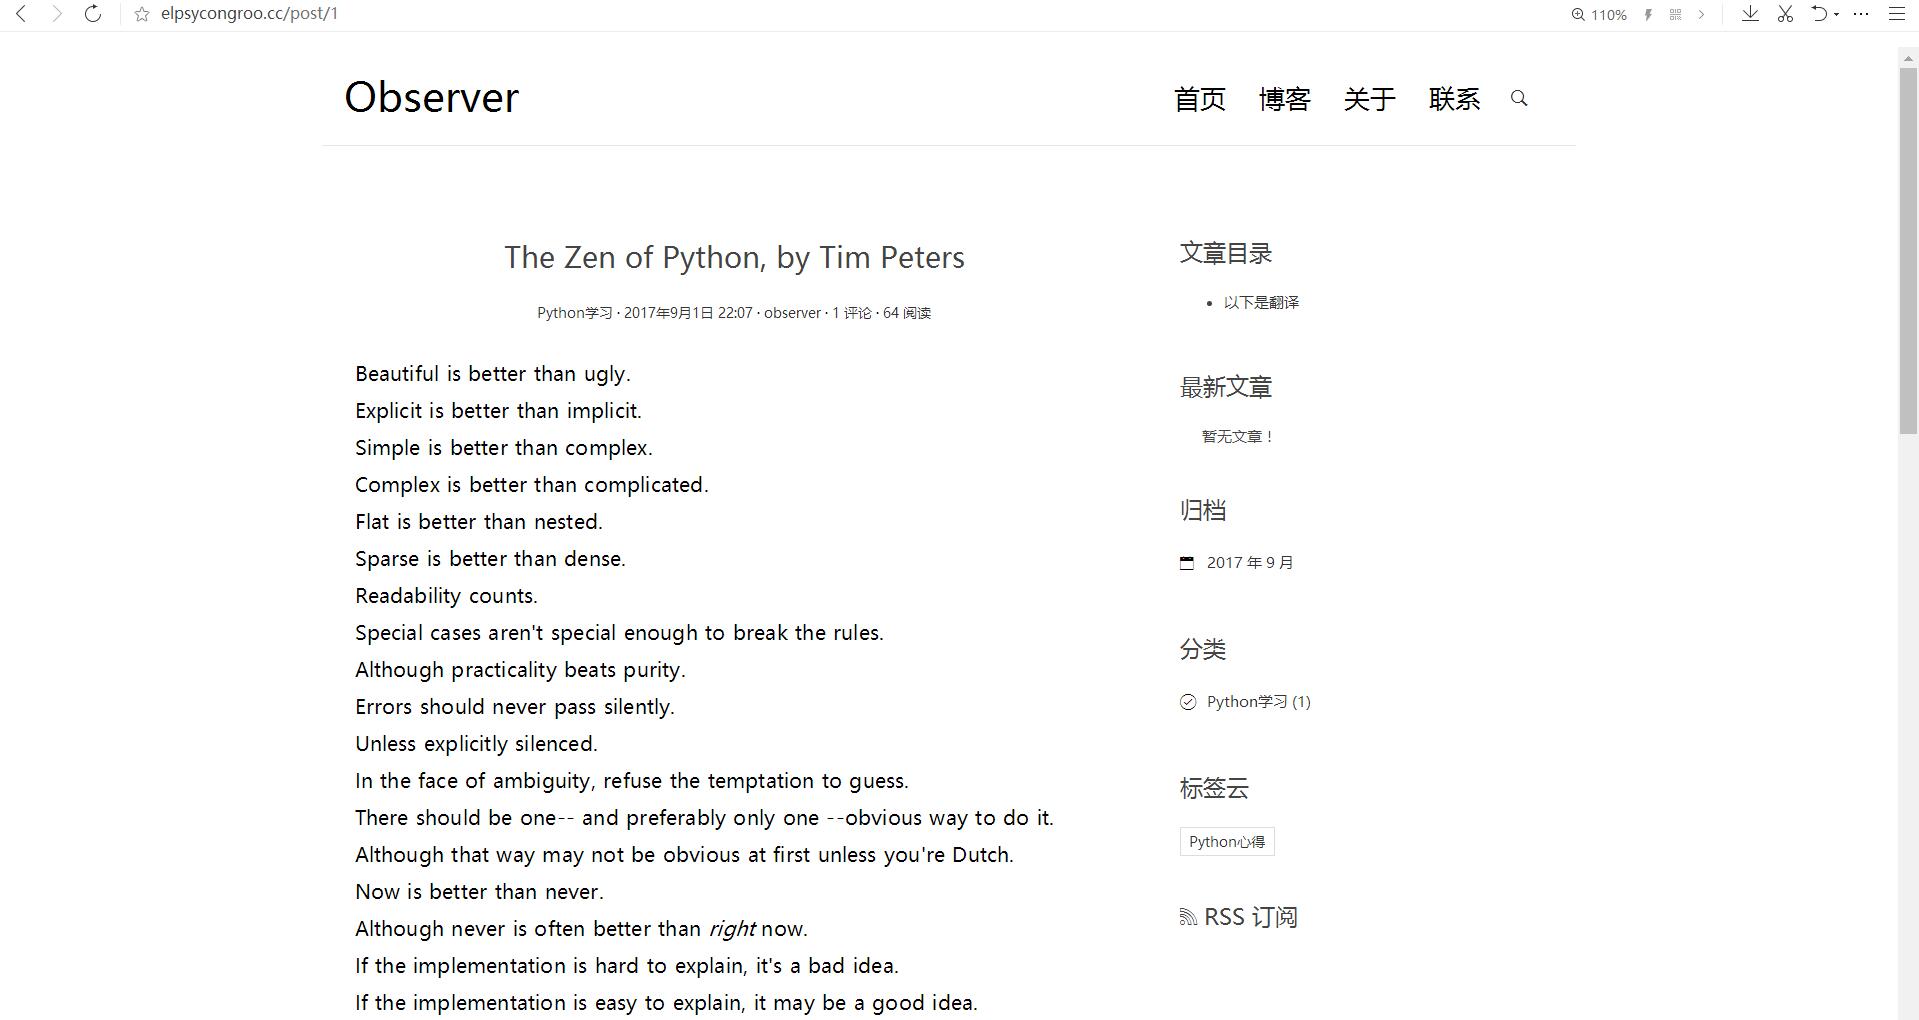 elpsycongroo.cc/post/1
110%
Observer
首页 博客 关于 联系
The Zen of Python, by Tim Peters
Python学习 · 2017年9月1日 22:07 · observer · 1 评论 · 64 阅读
Beautiful is better than ugly.
Explicit is better than implicit.
Simple is better than complex.
Complex is better than complicated.
Flat is better than nested.
Sparse is better than dense.
Readability counts.
Special cases aren't special enough to break the rules.
Although practicality beats purity.
Errors should never pass silently.
Unless explicitly silenced.
In the face of ambiguity, refuse the temptation to guess.
There should be one-- and preferably only one --obvious way to do it.
Although that way may not be obvious at first unless you're Dutch.
Now is better than never.
Although never is often better than right now.
If the implementation is hard to explain, it's a bad idea.
If the implementation is easy to explain, it may be a good idea.
文章目录
• 以下是翻译
最新文章
暂无文章！
归档
2017 年 9 月
分类
Python学习 (1)
标签云
Python心得
RSS 订阅